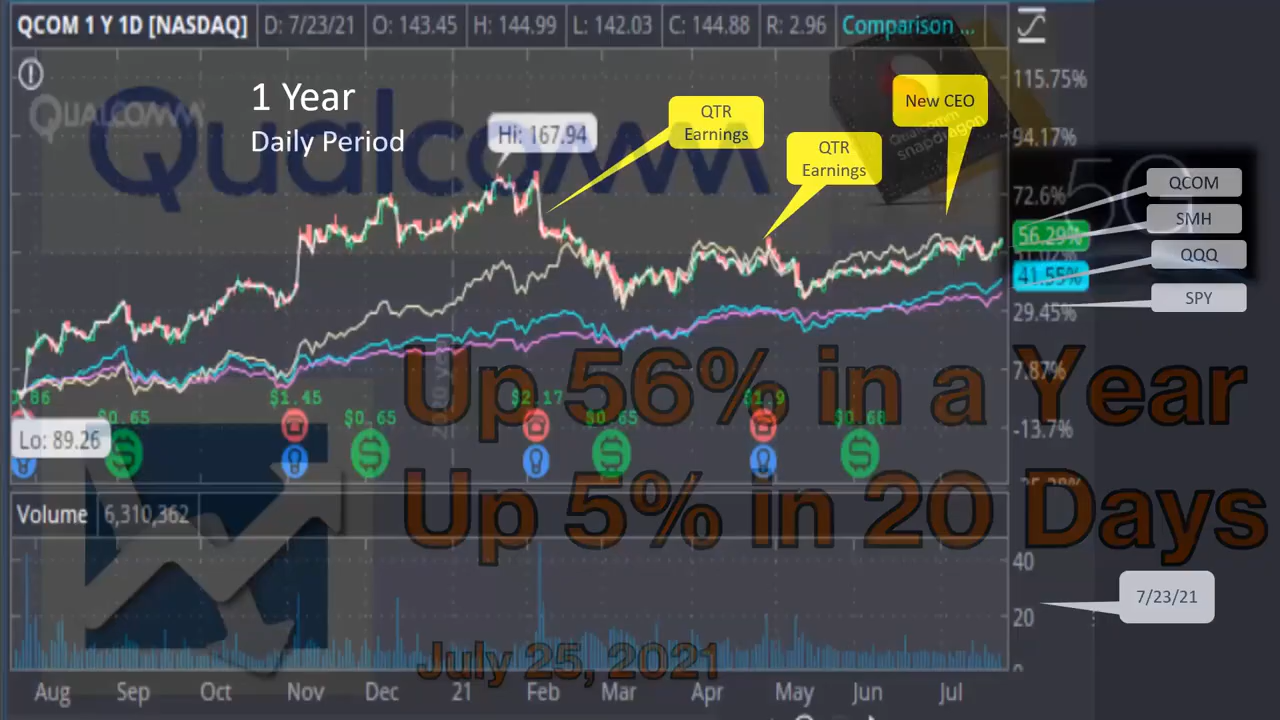 QCOM 1 Y 1D [NASDAQ] D: 7/23/21 O: 143.45 H: 144.99 L: 142.03 C: 144.88 R: 2.96 Comparison ...
QUALCOMM
Qualcomm
1 Year
Daily Period
Hi: 167.94
QTR
Earnings
QTR
Earnings
New CEO
Qualcomm
snapdragon
5G
115.75%
94.17%
72.6%
56.29%
41.55%
29.45%
7.87%
-13.7%
QCOM
SMH
QQQ
SPY
Up 56% in a Year
Up 5% in 20 Days
$1.45
$0.65
$0.65
$0.65
Lo: 89.26
Volume 6,310,362
40
20
0
7/23/21
July 25, 2021
Aug Sep Oct Nov Dec 21 Feb Mar Apr May Jun Jul